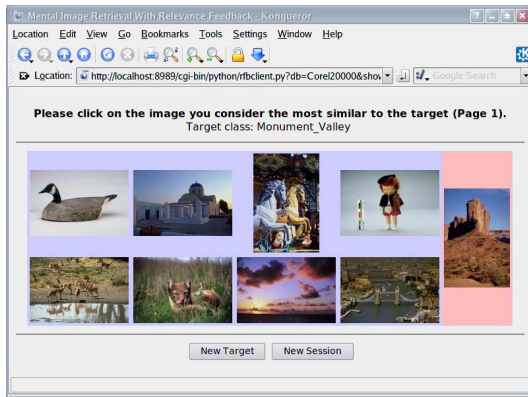 Mental Image Retrieval With Relevance Feedback - Konqueror
Location Edit View Go Bookmarks Tools Settings Window Help
Location: http://localhost:8989/cgi-bin/python/rfbclient.py?db=Corel20000&show Google Search
Please click on the image you consider the most similar to the target (Page 1).
Target class: Monument_Valley
New Target New Session